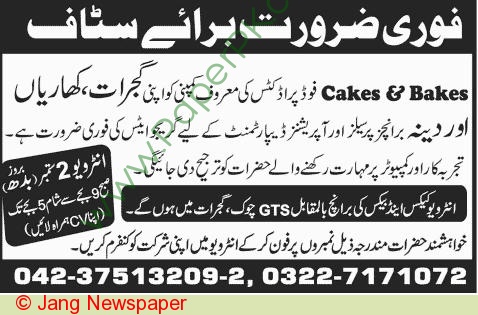 فوری ضرورت برائے سٹاف
Cakes & Bakes فوڈ پراڈکٹس کی معروف کمپنی کو اپنی گجرات، کھاریاں
اور دینہ برانچز پر سیلز اور آپریشنز ڈیپارٹمنٹ کے لیے گریجوایٹس کی فوری ضرورت ہے۔
تجربہ کار اور کمپیوٹر پر مہارت رکھنے والے حضرات کو ترجیح دی جائیگی۔
انٹرویو 2 ستمبر (بدھ) بروز
صبح 9 بجے سے شام 5 بجے تک
(اپنا CV ہمراہ لائیں)
انٹرویو کیکس اینڈ بیکس کی برانچ بالمقابل GTS چوک، گجرات میں ہوں گے۔
خواہشمند حضرات مندرجہ ذیل نمبروں پر فون کر کے انٹرویو میں اپنی شرکت کو کنفرم کریں۔
042-37513209-2, 0322-7171072
www.PaperPk.com
© Jang Newspaper